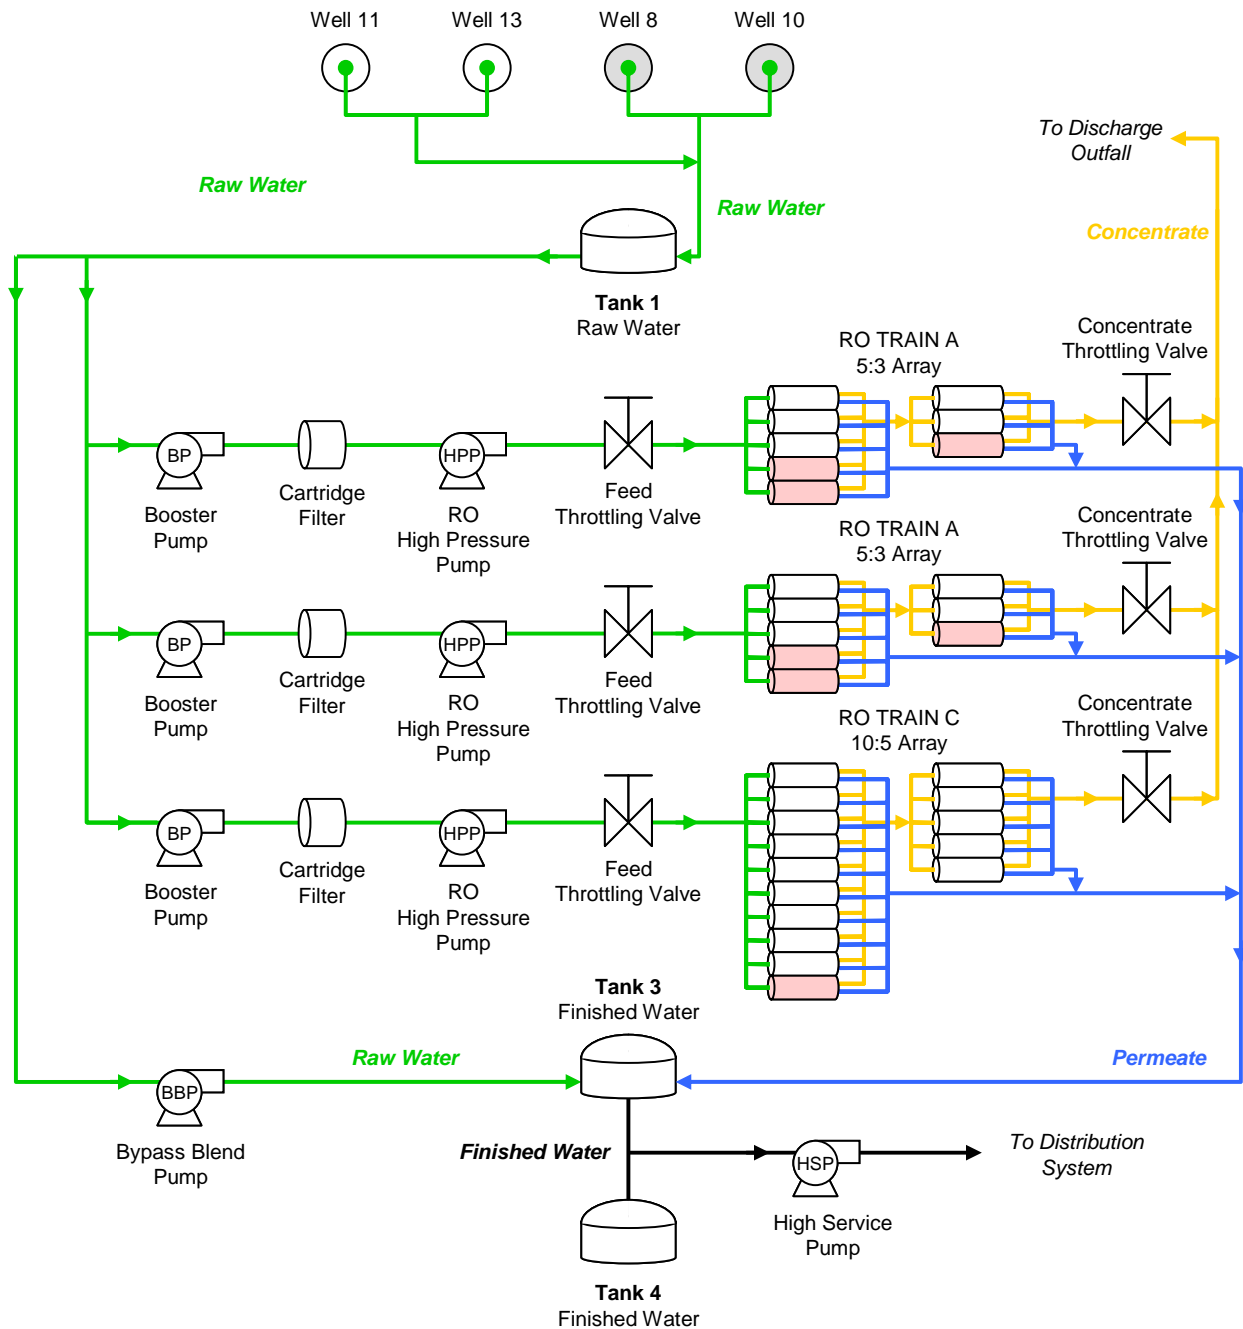 Well 11
Well 13
Well 8
Well 10
To Discharge
Outfall
Raw Water
Raw Water
Concentrate
Tank 1
Raw Water
RO TRAIN A
5:3 Array
Concentrate
Throttling Valve
BP
HPP
Booster
Pump
Cartridge
Filter
RO
High Pressure
Pump
Feed
Throttling Valve
RO TRAIN A
5:3 Array
Concentrate
Throttling Valve
BP
HPP
Booster
Pump
Cartridge
Filter
RO
High Pressure
Pump
Feed
Throttling Valve
RO TRAIN C
10:5 Array
Concentrate
Throttling Valve
BP
HPP
Booster
Pump
Cartridge
Filter
RO
High Pressure
Pump
Feed
Throttling Valve
Tank 3
Finished Water
Raw Water
Permeate
BBP
Bypass Blend
Pump
Finished Water
HSP
To Distribution
System
High Service
Pump
Tank 4
Finished Water